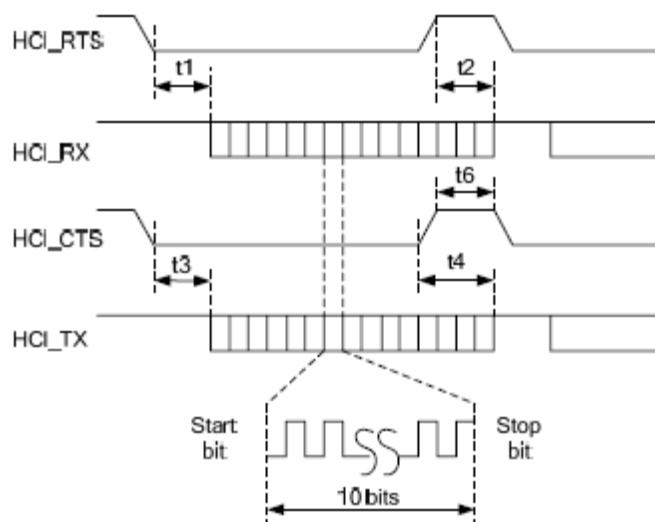 HCI_RTS
t1
t2
HCI_RX
t6
HCI_CTS
t3
t4
HCI_TX
Start
bit
Stop
bit
10 bits